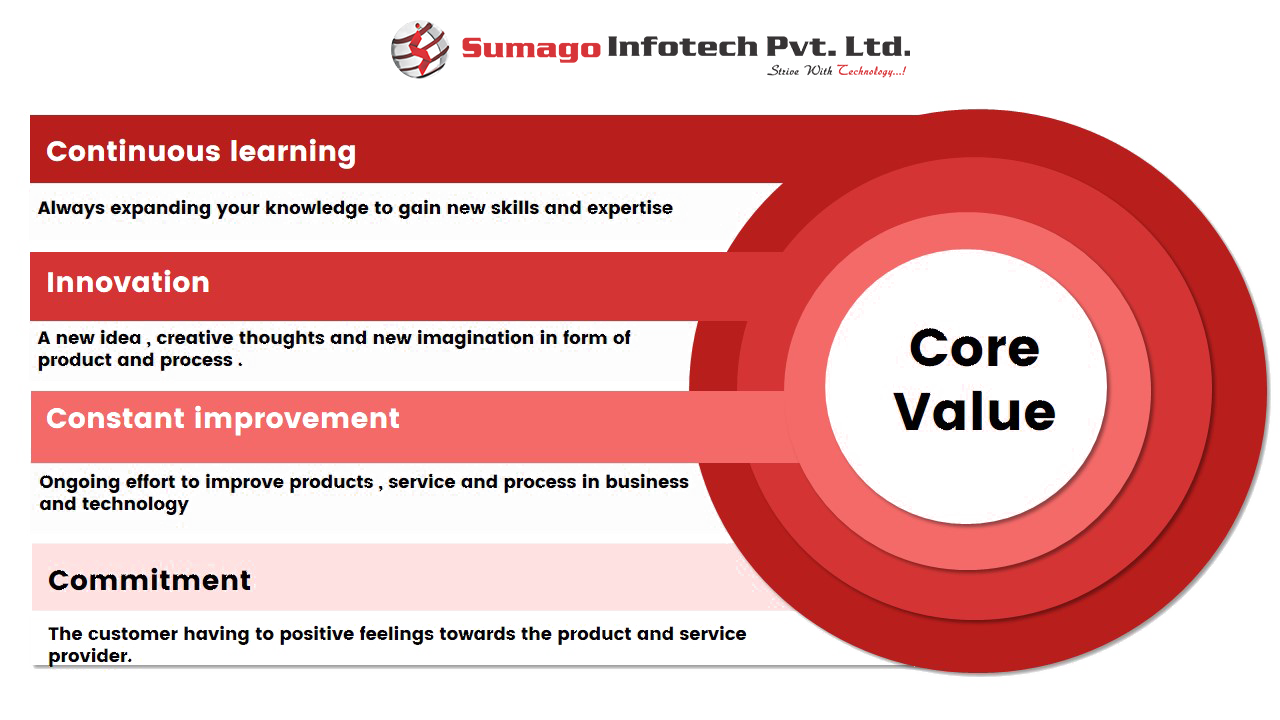 Sumago Infotech Pvt. Ltd.
Strive With Technology...!
Continuous learning
Always expanding your knowledge to gain new skills and expertise
Innovation
A new idea , creative thoughts and new imagination in form of
product and process .
Constant improvement
Ongoing effort to improve products , service and process in business
and technology
Commitment
The customer having to positive feelings towards the product and service
provider.
Core
Value